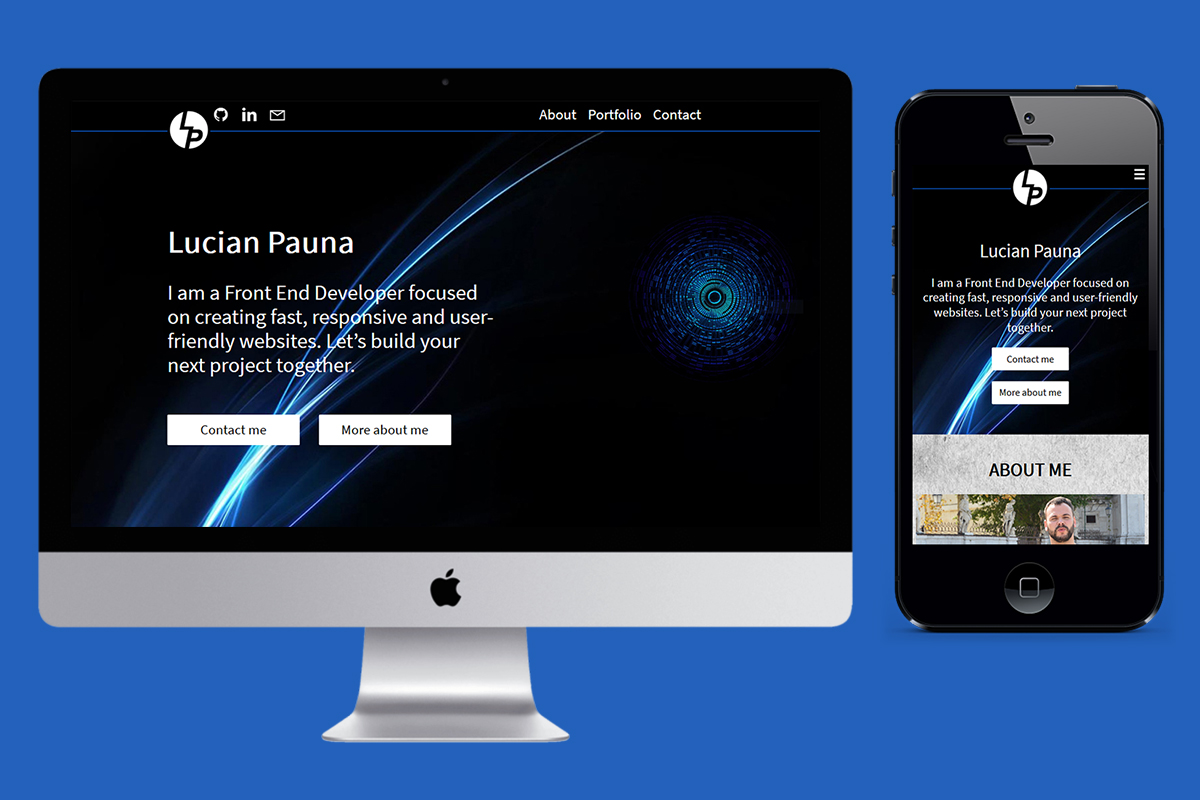 LP
in
About Portfolio Contact
Lucian Pauna
I am a Front End Developer focused
on creating fast, responsive and user-
friendly websites. Let’s build your
next project together.
Contact me More about me
LP
Lucian Pauna
I am a Front End Developer focused on
creating fast, responsive and user-friendly
websites. Let’s build your next project
together.
Contact me
More about me
ABOUT ME